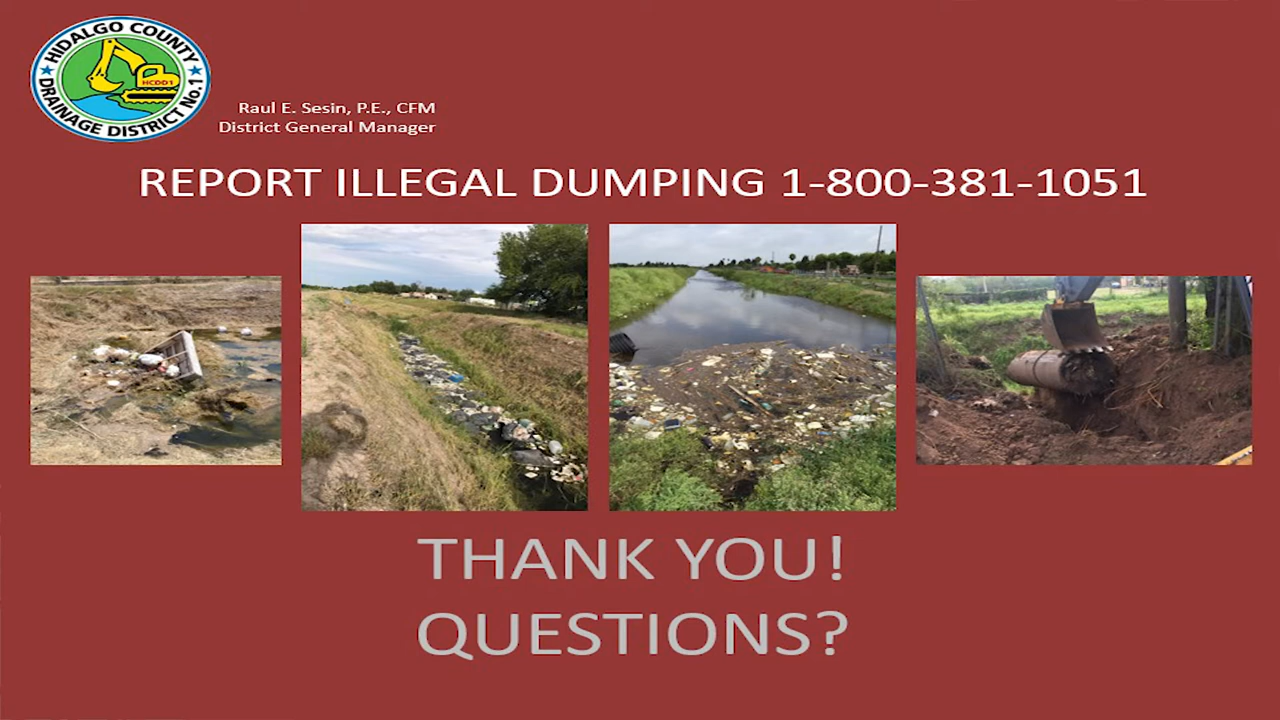 HIDALGO COUNTY
HCDD1
DRAINAGE DISTRICT No.1
Raul E. Sesin, P.E., CFM
District General Manager
REPORT ILLEGAL DUMPING 1-800-381-1051
THANK YOU!
QUESTIONS?